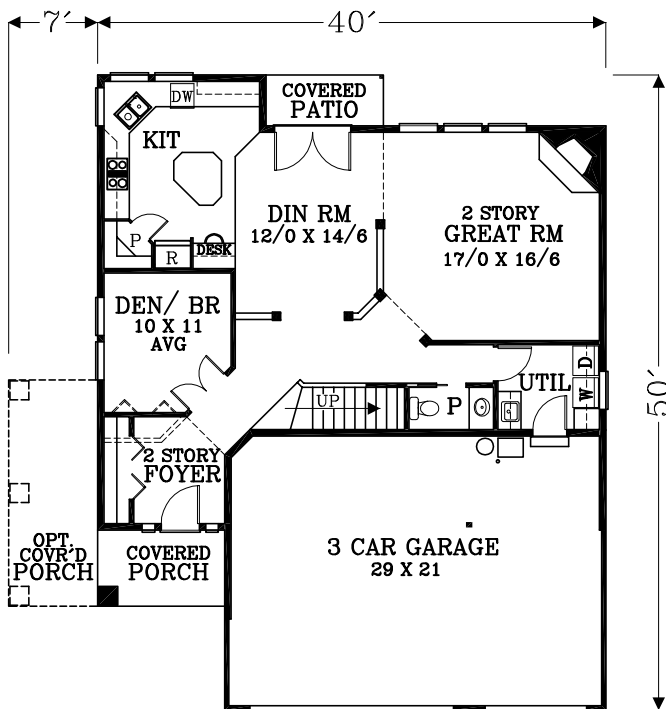 7′
40′
COVERED
PATIO
DW
KIT
DIN RM
12/0 X 14/6
2 STORY
GREAT RM
17/0 X 16/6
P
R
DESK
DEN/ BR
10 X 11
AVG
UP
P
UTIL
D
W
50′
2 STORY
FOYER
OPT.
COVR'D
PORCH
COVERED
PORCH
3 CAR GARAGE
29 X 21